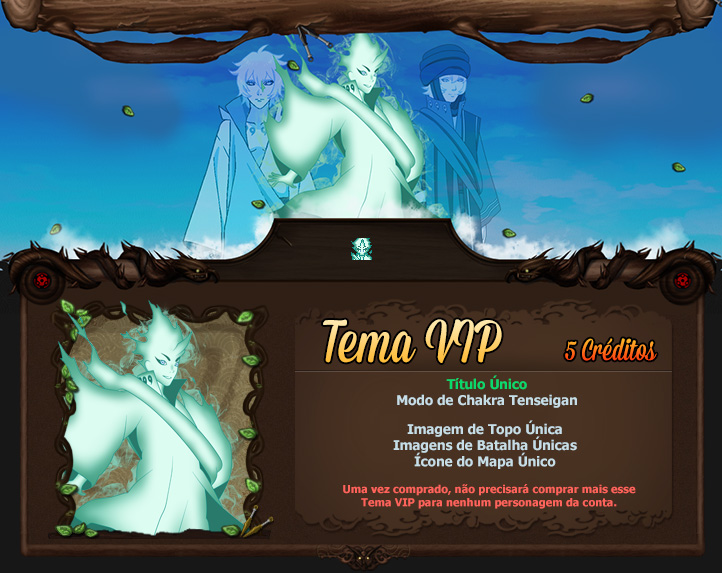 Tema VIP
5 Créditos
Título Único
Modo de Chakra Tenseigan
Imagem de Topo Única
Imagens de Batalha Únicas
Ícone do Mapa Único
Uma vez comprado, não precisará comprar mais esse
Tema VIP para nenhum personagem da conta.